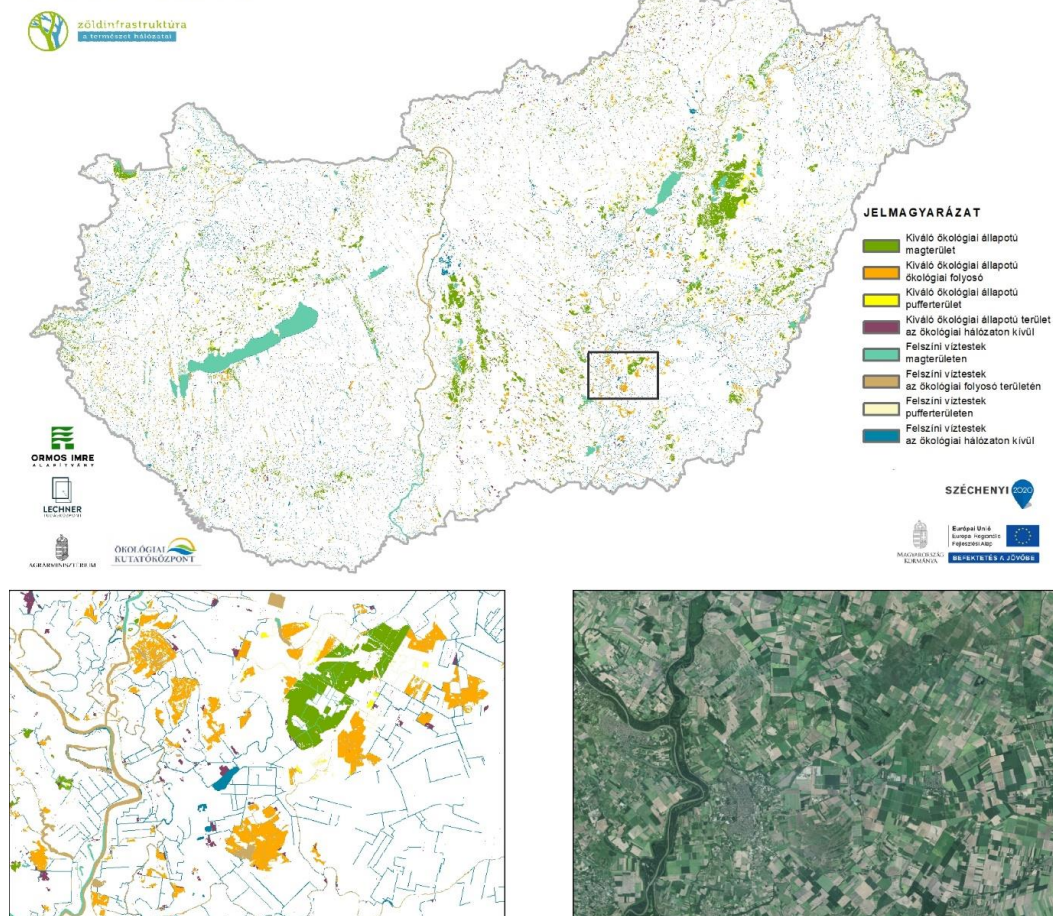 zöldinfrastruktúra
a természet hálózatai
JELMAGYARÁZAT
Kiváló ökológiai állapotú
magterület
Kiváló ökológiai állapotú
ökológiai folyosó
Kiváló ökológiai állapotú
pufferterület
Kiváló ökológiai állapotú terület
az ökológiai hálózaton kívül
Felszíni víztestek
magterületen
Felszíni víztestek
az ökológiai folyosó területén
Felszíni víztestek
pufferterületen
Felszíni víztestek
az ökológiai hálózaton kívül
ORMOS IMRE
ALAPÍTVÁNY
LECHNER
TUDÁSKÖZPONT
AGRÁRMINISZTÉRIUM
ÖKOLÓGIAI
KUTATÓKÖZPONT
SZÉCHENYI 2020
MAGYARORSZÁG
KORMÁNYA
Európai Unió
Európai Regionális
Fejlesztési Alap
BEFEKTETÉS A JÖVŐBE